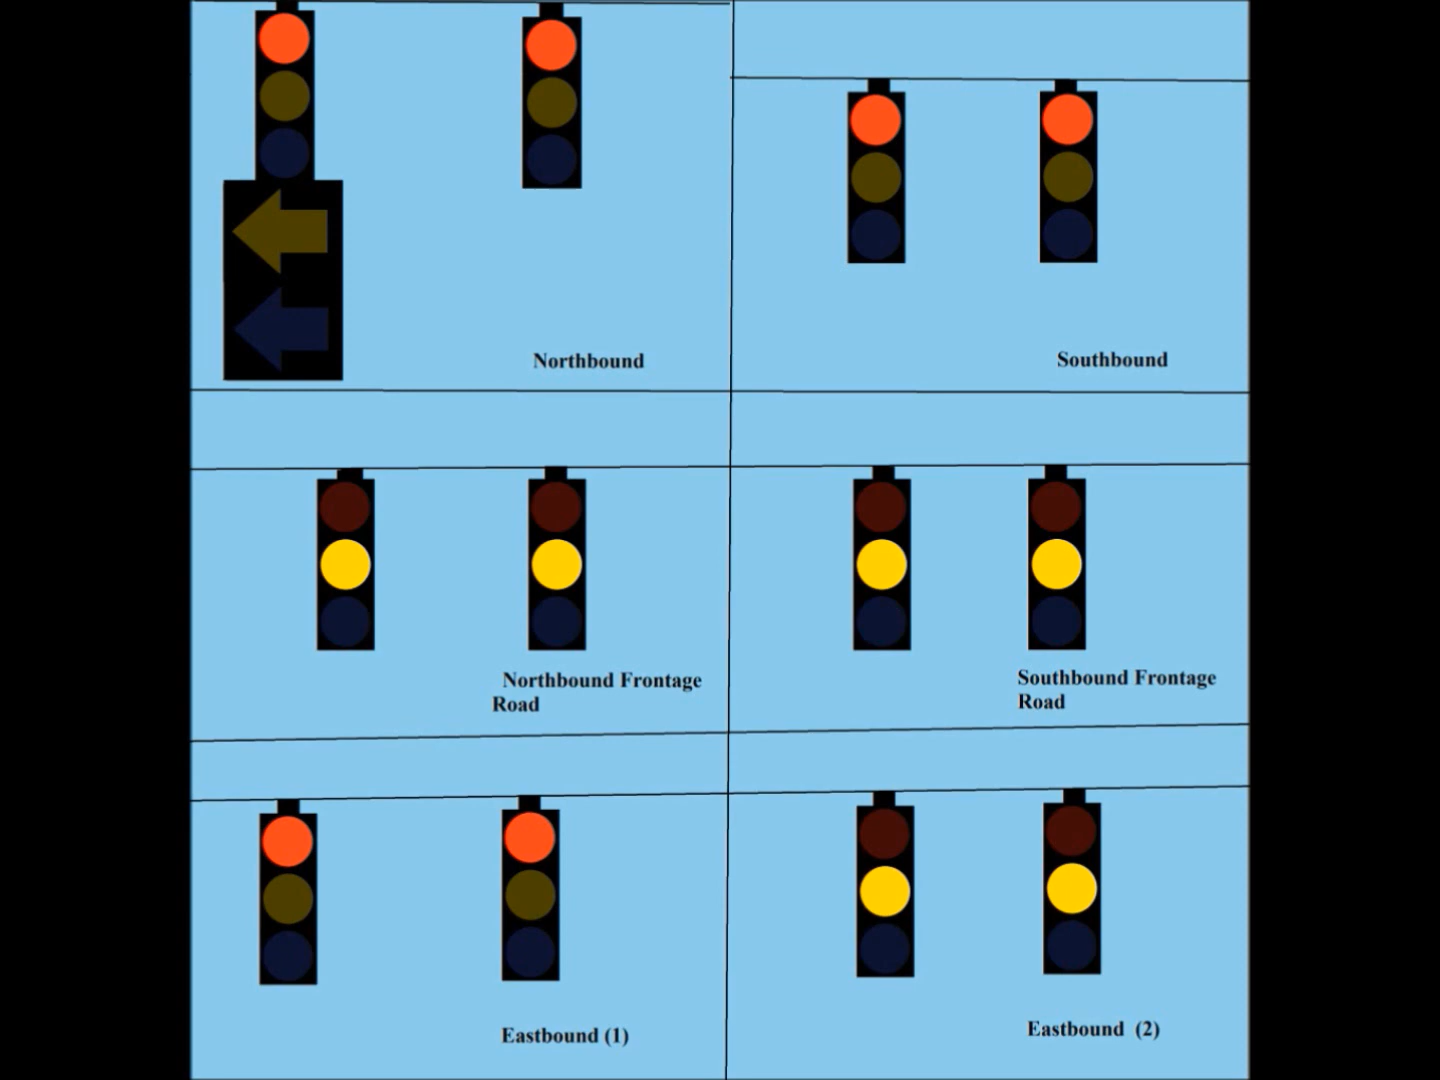 Northbound
Southbound
Northbound Frontage
Road
Southbound Frontage
Road
Eastbound (1)
Eastbound (2)